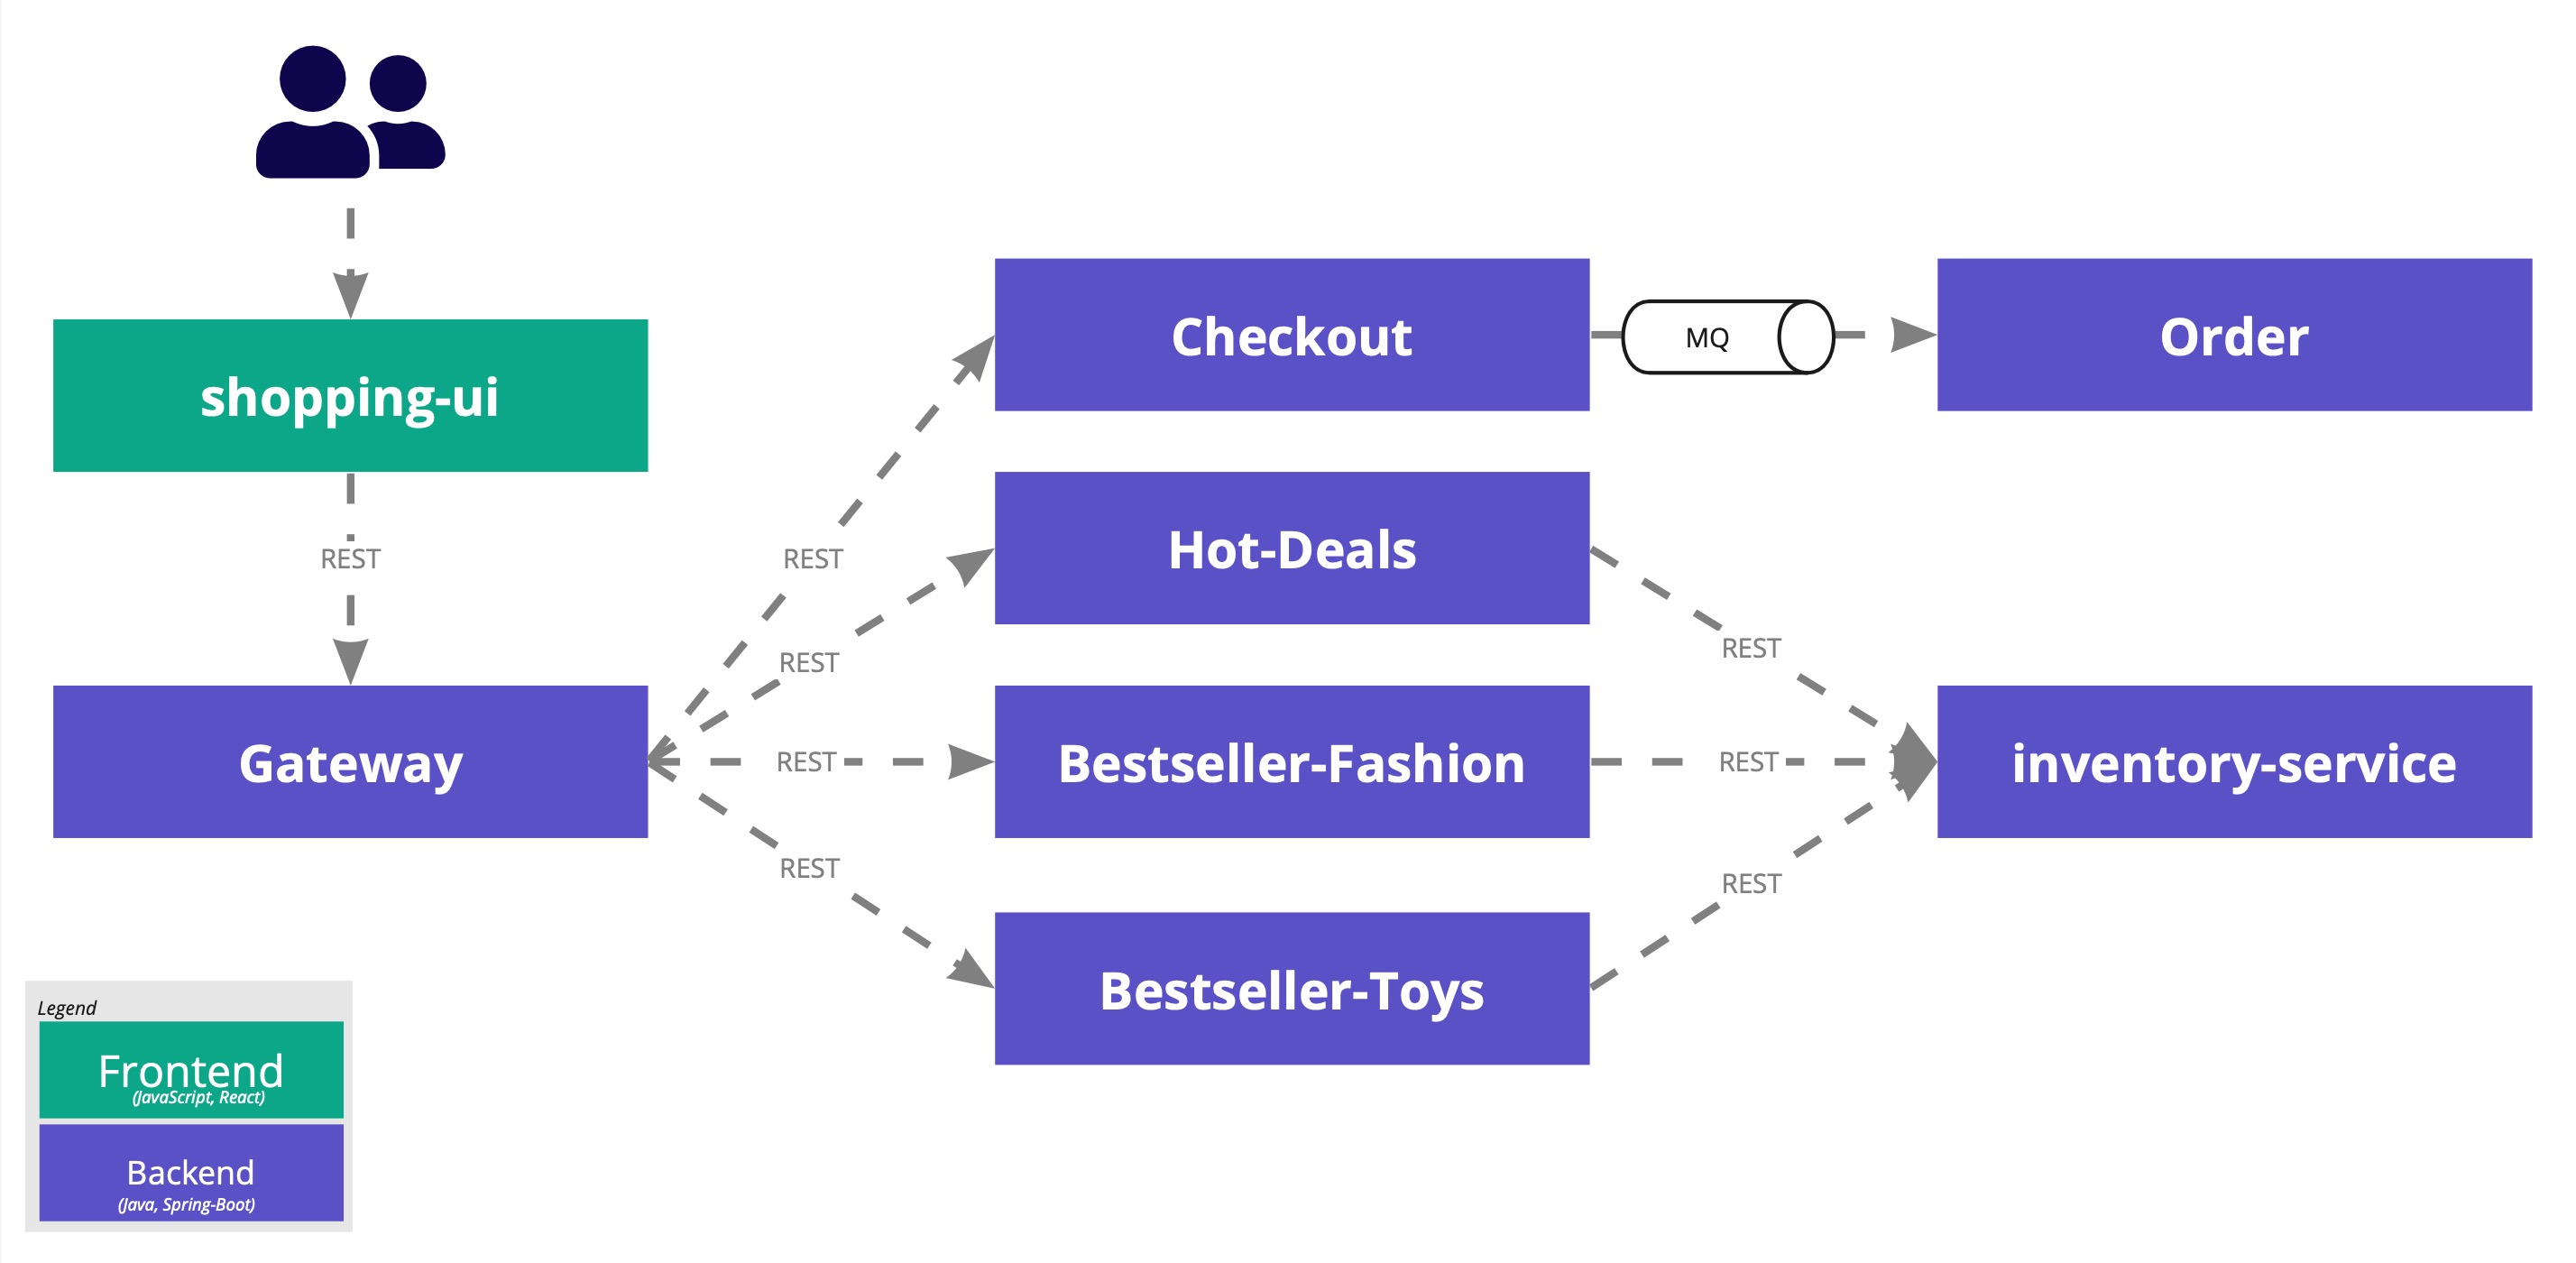 shopping-ui
REST
Gateway
REST
REST
REST
REST
Checkout
MQ
Order
Hot-Deals
REST
Bestseller-Fashion
REST
inventory-service
Bestseller-Toys
REST
Legend
Frontend
(JavaScript, React)
Backend
(Java, Spring-Boot)